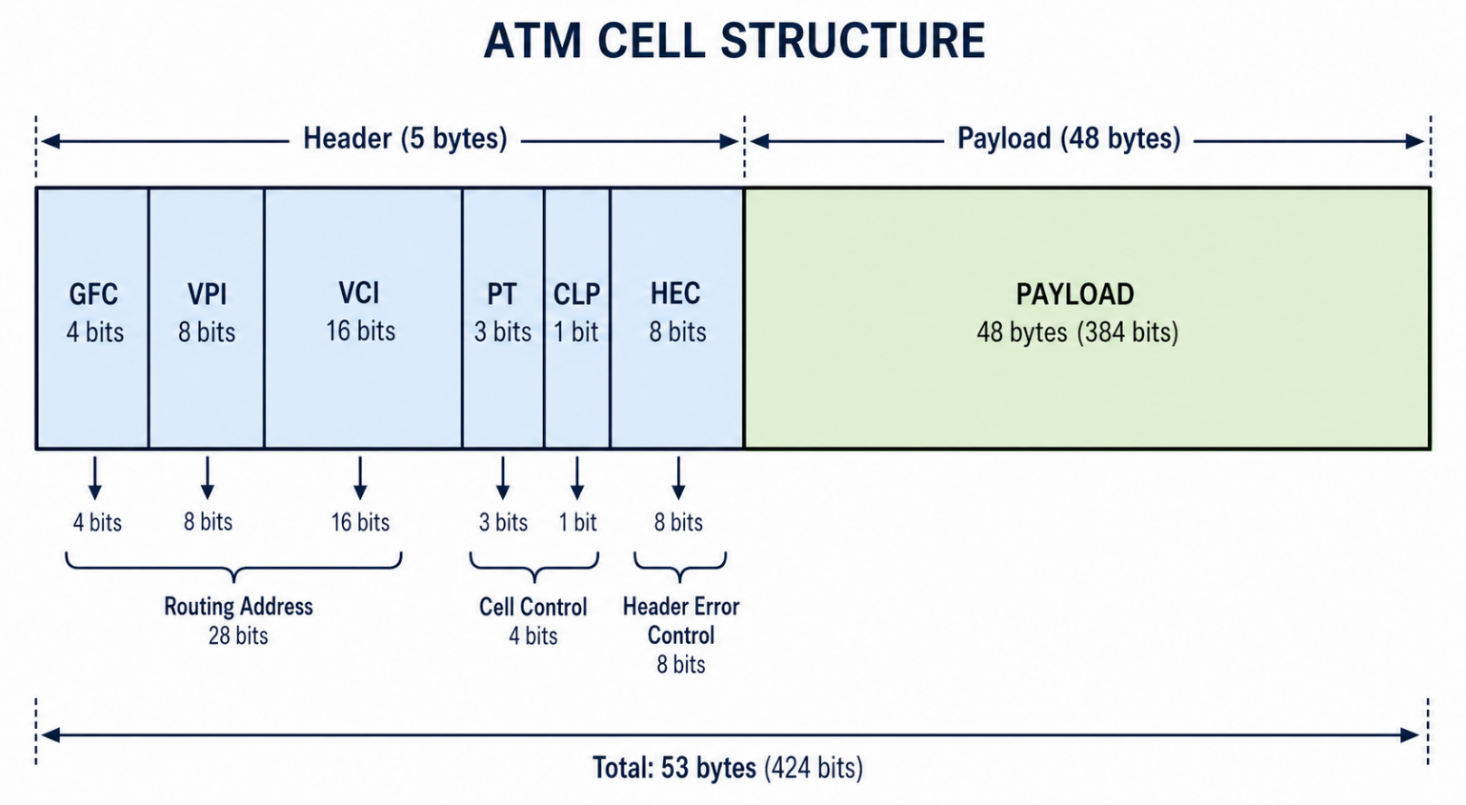 ATM CELL STRUCTURE
Header (5 bytes)
Payload (48 bytes)
GFC
4 bits
VPI
8 bits
VCI
16 bits
PT
3 bits
CLP
1 bit
HEC
8 bits
PAYLOAD
48 bytes (384 bits)
4 bits
8 bits
16 bits
3 bits
1 bit
8 bits
Routing Address
28 bits
Cell Control
4 bits
Header Error
Control
8 bits
Total: 53 bytes (424 bits)